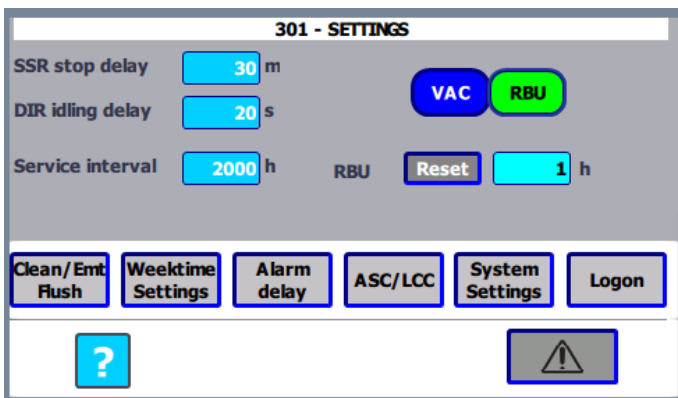 301 - SETTINGS
SSR stop delay 30 m
VAC RBU
DIR idling delay 20 s
Service interval 2000 h RBU Reset 1 h
Clean/Emt Weektime Alarm ASC/LCC System Logon
Flush Settings delay Settings
?